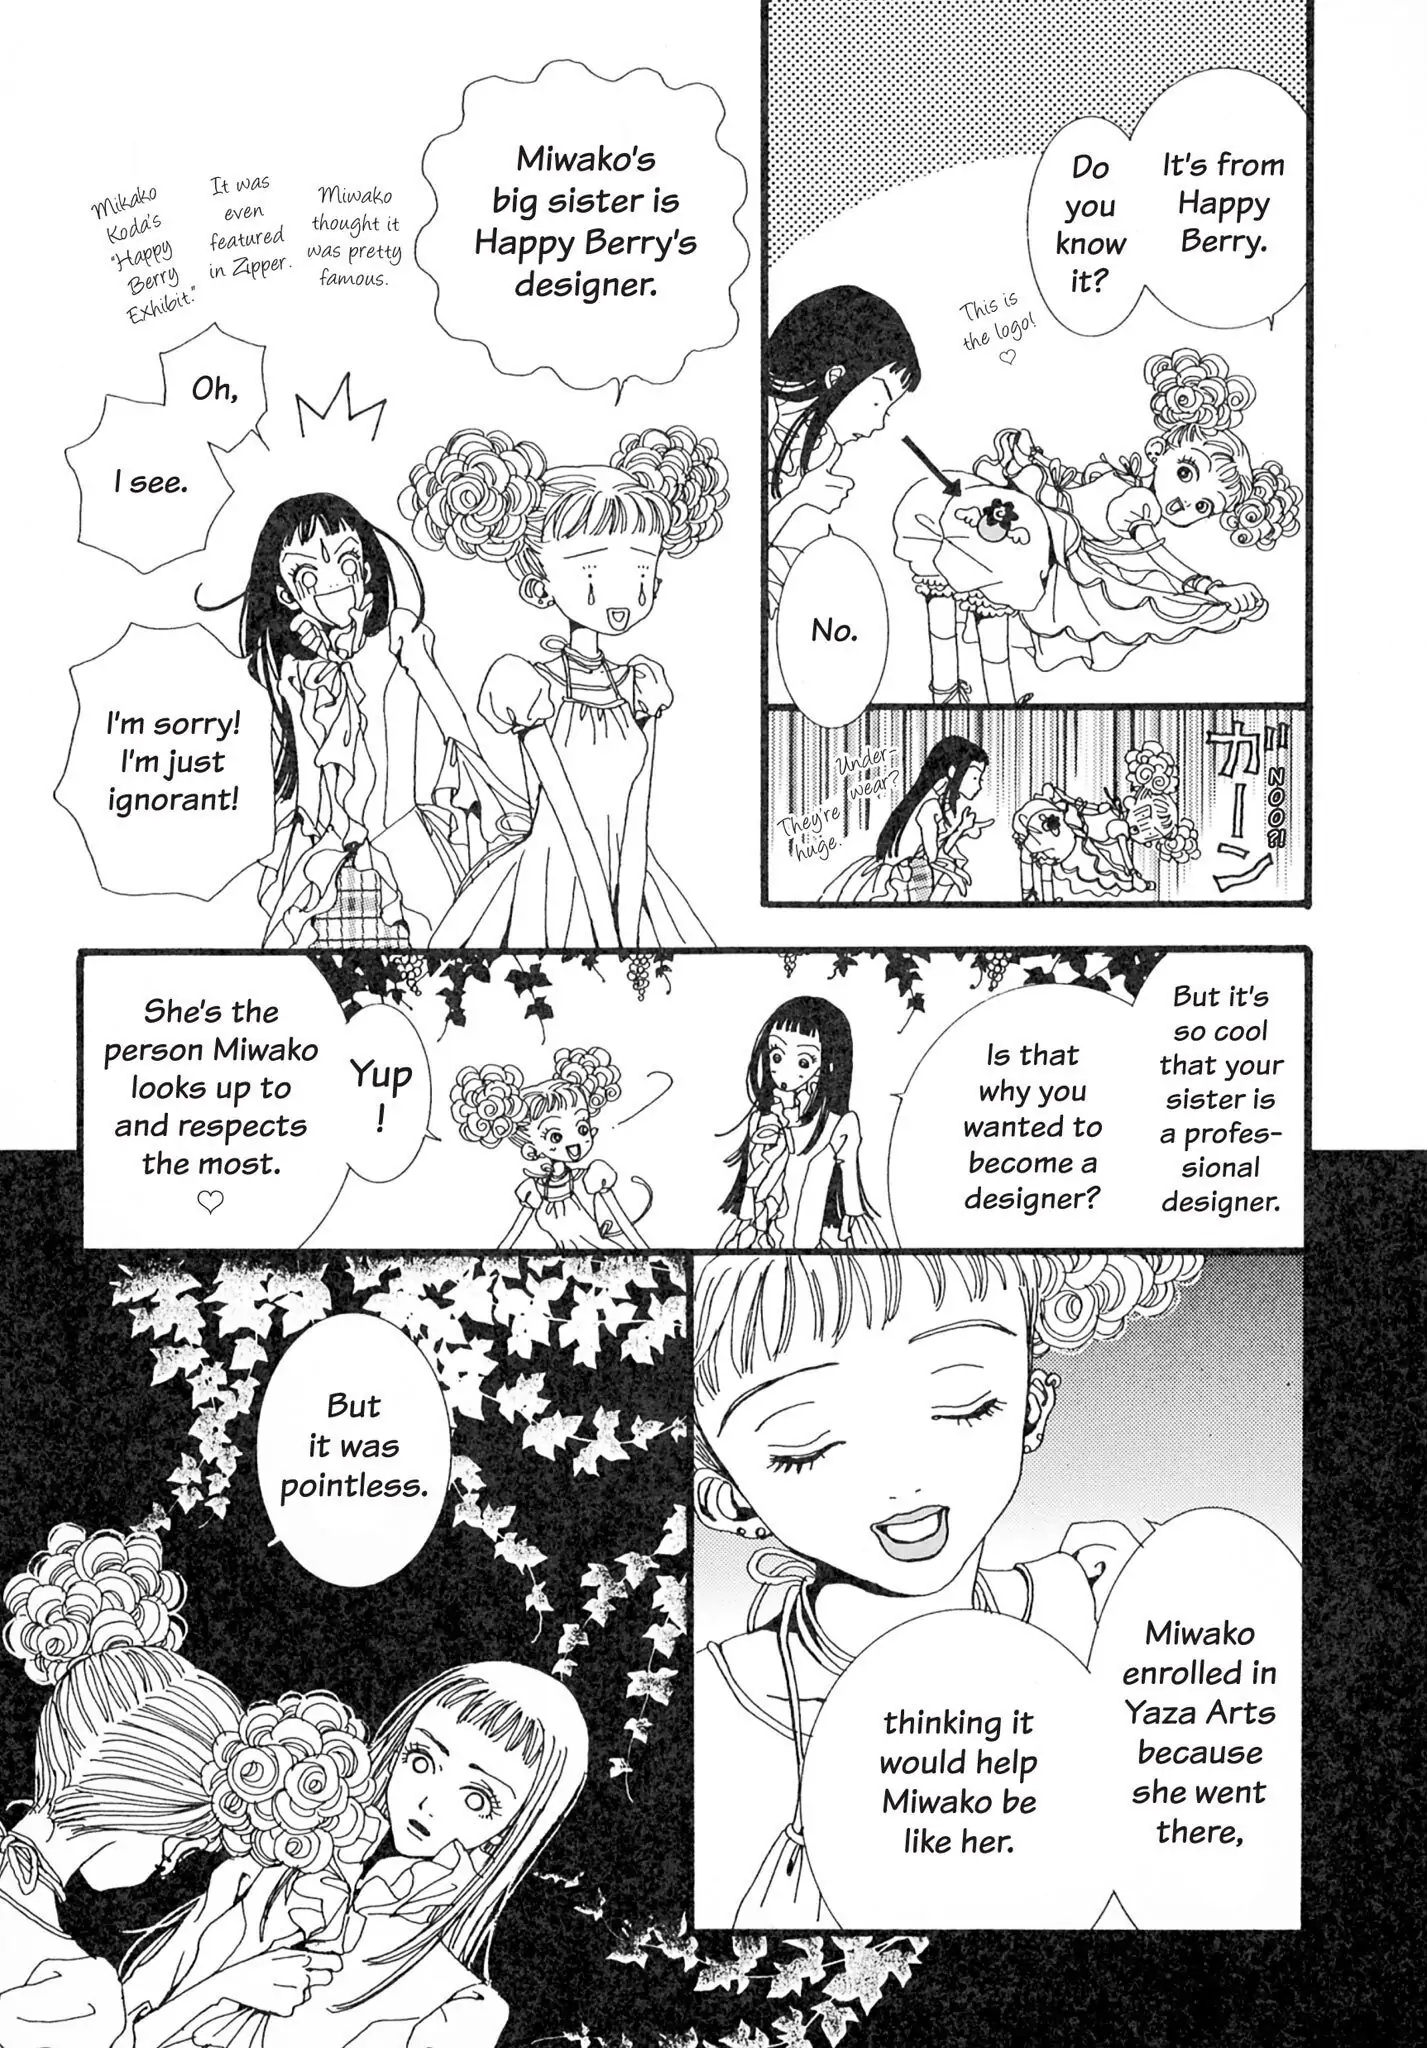 It's from
Happy
Berry.
Do
you
know
it?
This is
the logo!
♡
No.
ガーン
NOO?!
Under-
wear?
They're
huge.
Miwako's
big sister is
Happy Berry's
designer.
Miwako
thought it
was pretty
famous.
It was
even
featured
in Zipper.
Mikako
Koda's
"Happy
Berry
Exhibit."
Oh,
I see.
I'm sorry!
I'm just
ignorant!
But it's
so cool
that your
sister is
a profes-
sional
designer.
Is that
why you
wanted to
become a
designer?
Yup
!
She's the
person Miwako
looks up to
and respects
the most.
♡
Miwako
enrolled in
Yaza Arts
because
she went
there,
thinking it
would help
Miwako be
like her.
But
it was
pointless.